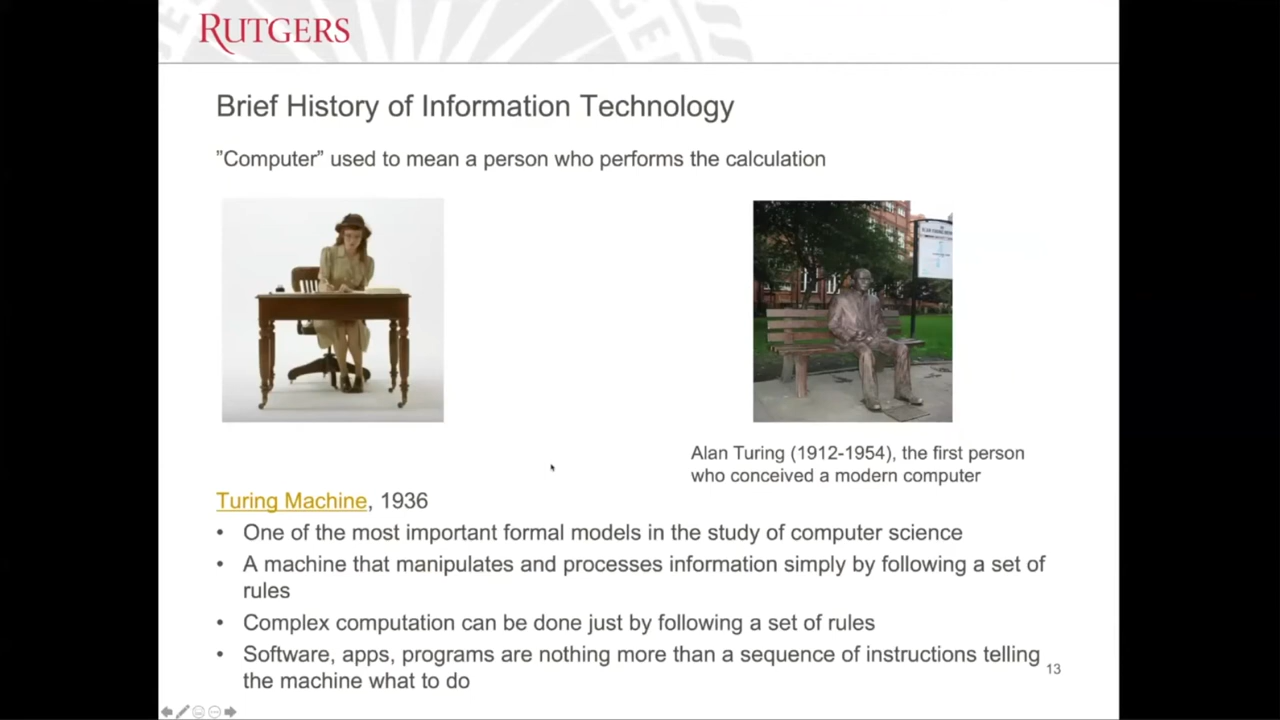 RUTGERS
Brief History of Information Technology
”Computer” used to mean a person who performs the calculation
Alan Turing (1912-1954), the first person
who conceived a modern computer
Turing Machine, 1936
• One of the most important formal models in the study of computer science
• A machine that manipulates and processes information simply by following a set of
rules
• Complex computation can be done just by following a set of rules
• Software, apps, programs are nothing more than a sequence of instructions telling
the machine what to do
13